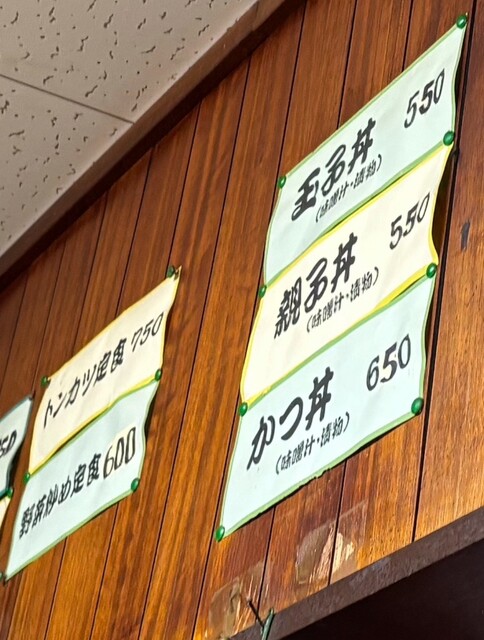 玉子丼 550
(味噌汁・漬物)
親子丼 550
(味噌汁・漬物)
かつ丼 650
(味噌汁・漬物)
トンカツ定食 750
野菜炒め定食 600
50